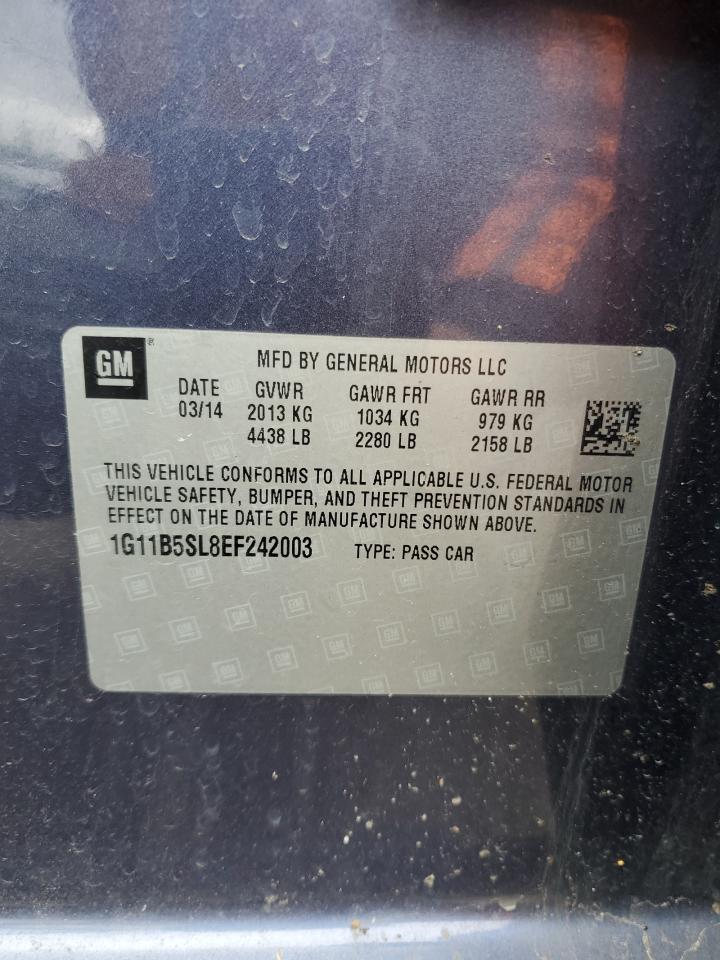 GM ® MFD BY GENERAL MOTORS LLC
DATE GVWR GAWR FRT GAWR RR
03/14 2013 KG 1034 KG 979 KG
4438 LB 2280 LB 2158 LB
THIS VEHICLE CONFORMS TO ALL APPLICABLE U.S. FEDERAL MOTOR
VEHICLE SAFETY, BUMPER, AND THEFT PREVENTION STANDARDS IN
EFFECT ON THE DATE OF MANUFACTURE SHOWN ABOVE.
1G11B5SL8EF242003 TYPE: PASS CAR